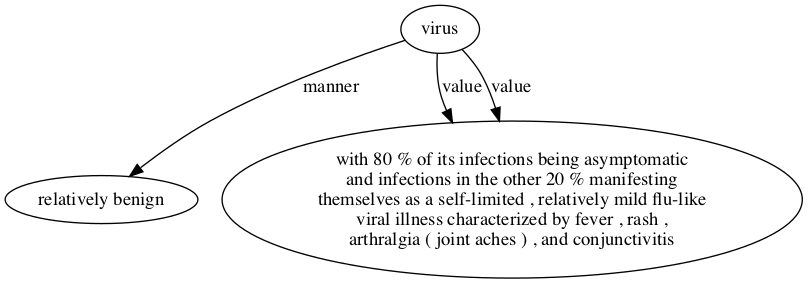 virus
manner
value
value
relatively benign
with 80 % of its infections being asymptomatic
and infections in the other 20 % manifesting
themselves as a self-limited , relatively mild flu-like
viral illness characterized by fever , rash ,
arthralgia ( joint aches ) , and conjunctivitis